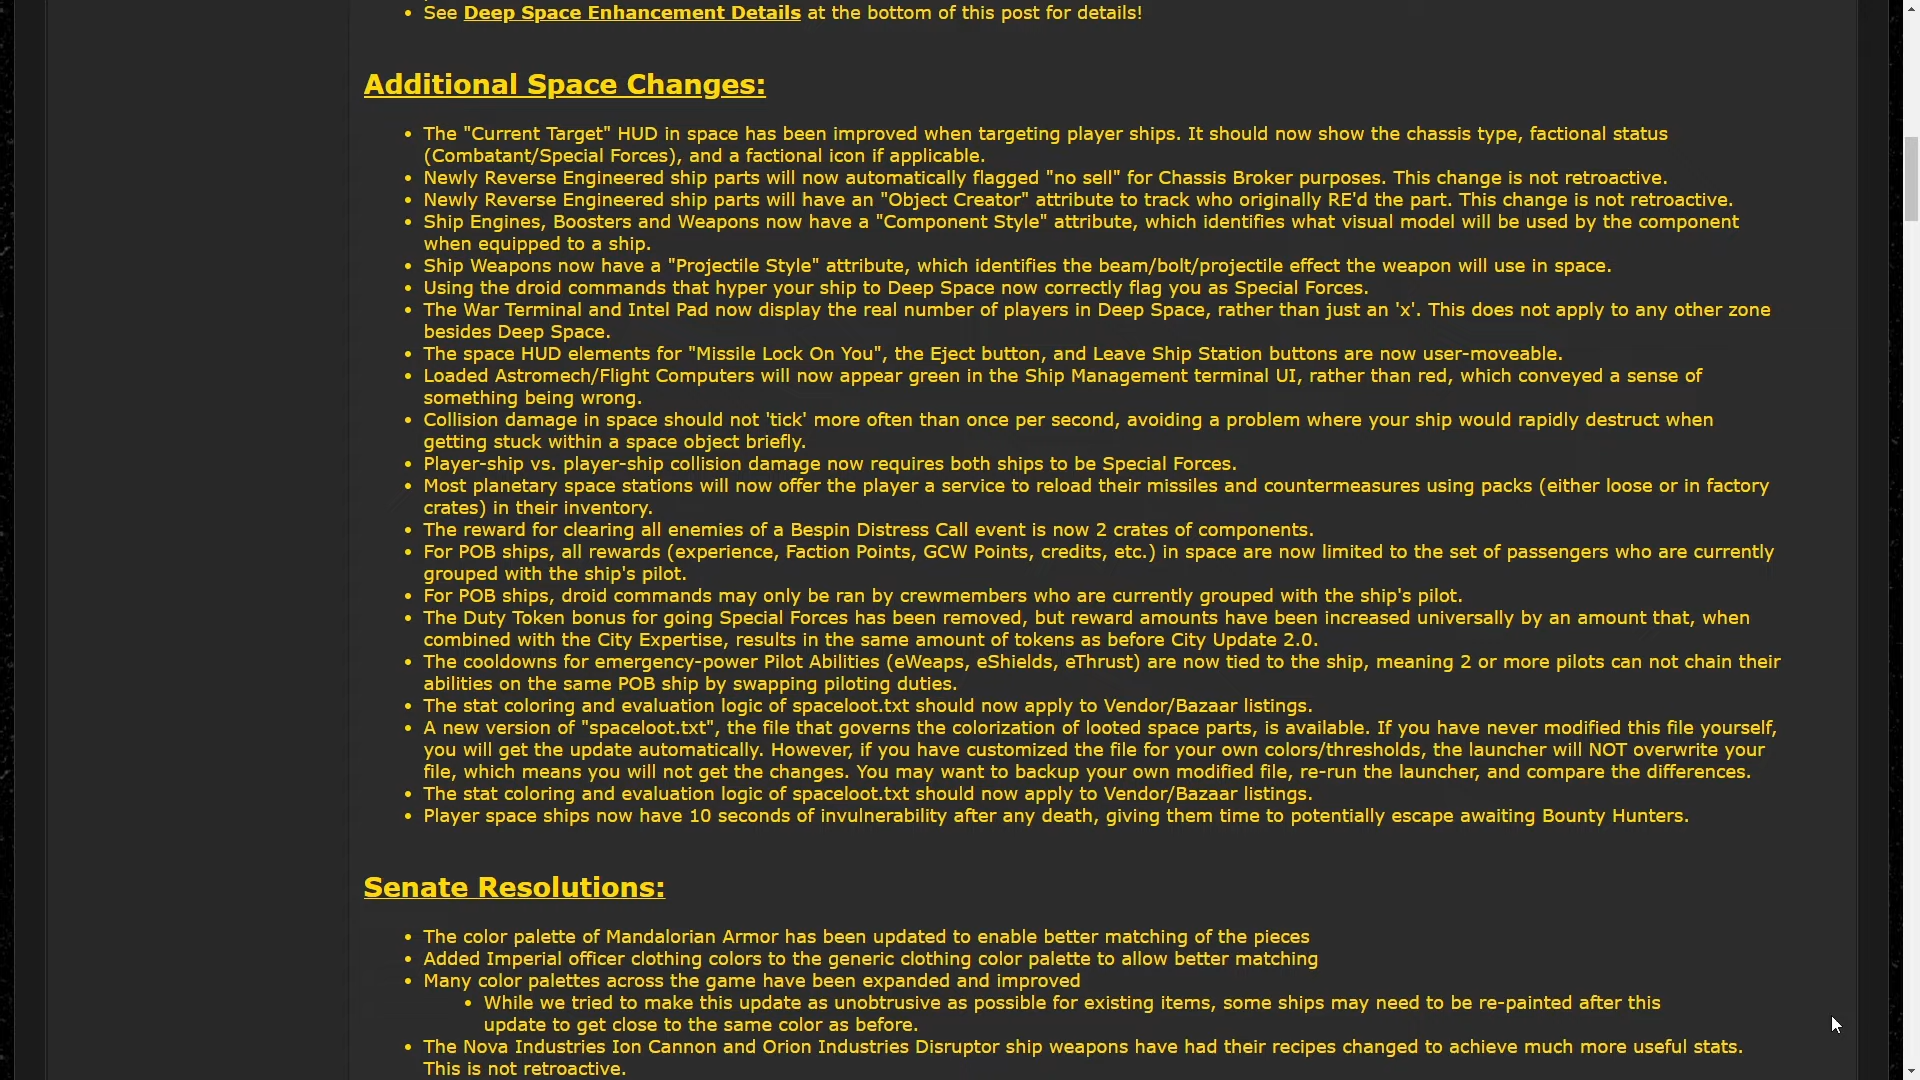 • See Deep Space Enhancement Details at the bottom of this post for details!
Additional Space Changes:
• The "Current Target" HUD in space has been improved when targeting player ships. It should now show the chassis type, factional status
(Combatant/Special Forces), and a factional icon if applicable.
• Newly Reverse Engineered ship parts will now automatically flagged "no sell" for Chassis Broker purposes. This change is not retroactive.
• Newly Reverse Engineered ship parts will have an "Object Creator" attribute to track who originally RE'd the part. This change is not retroactive.
• Ship Engines, Boosters and Weapons now have a "Component Style" attribute, which identifies what visual model will be used by the component
when equipped to a ship.
• Ship Weapons now have a "Projectile Style" attribute, which identifies the beam/bolt/projectile effect the weapon will use in space.
• Using the droid commands that hyper your ship to Deep Space now correctly flag you as Special Forces.
• The War Terminal and Intel Pad now display the real number of players in Deep Space, rather than just an 'x'. This does not apply to any other zone
besides Deep Space.
• The space HUD elements for "Missile Lock On You", the Eject button, and Leave Ship Station buttons are now user-moveable.
• Loaded Astromech/Flight Computers will now appear green in the Ship Management terminal UI, rather than red, which conveyed a sense of
something being wrong.
• Collision damage in space should not 'tick' more often than once per second, avoiding a problem where your ship would rapidly destruct when
getting stuck within a space object briefly.
• Player-ship vs. player-ship collision damage now requires both ships to be Special Forces.
• Most planetary space stations will now offer the player a service to reload their missiles and countermeasures using packs (either loose or in factory
crates) in their inventory.
• The reward for clearing all enemies of a Bespin Distress Call event is now 2 crates of components.
• For POB ships, all rewards (experience, Faction Points, GCW Points, credits, etc.) in space are now limited to the set of passengers who are currently
grouped with the ship's pilot.
• For POB ships, droid commands may only be ran by crewmembers who are currently grouped with the ship's pilot.
• The Duty Token bonus for going Special Forces has been removed, but reward amounts have been increased universally by an amount that, when
combined with the City Expertise, results in the same amount of tokens as before City Update 2.0.
• The cooldowns for emergency-power Pilot Abilities (eWeaps, eShields, eThrust) are now tied to the ship, meaning 2 or more pilots can not chain their
abilities on the same POB ship by swapping piloting duties.
• The stat coloring and evaluation logic of spaceloot.txt should now apply to Vendor/Bazaar listings.
• A new version of "spaceloot.txt", the file that governs the colorization of looted space parts, is available. If you have never modified this file yourself,
you will get the update automatically. However, if you have customized the file for your own colors/thresholds, the launcher will NOT overwrite your
file, which means you will not get the changes. You may want to backup your own modified file, re-run the launcher, and compare the differences.
• The stat coloring and evaluation logic of spaceloot.txt should now apply to Vendor/Bazaar listings.
• Player space ships now have 10 seconds of invulnerability after any death, giving them time to potentially escape awaiting Bounty Hunters.
Senate Resolutions:
• The color palette of Mandalorian Armor has been updated to enable better matching of the pieces
• Added Imperial officer clothing colors to the generic clothing color palette to allow better matching
• Many color palettes across the game have been expanded and improved
• While we tried to make this update as unobtrusive as possible for existing items, some ships may need to be re-painted after this
update to get close to the same color as before.
• The Nova Industries Ion Cannon and Orion Industries Disruptor ship weapons have had their recipes changed to achieve much more useful stats.
This is not retroactive.